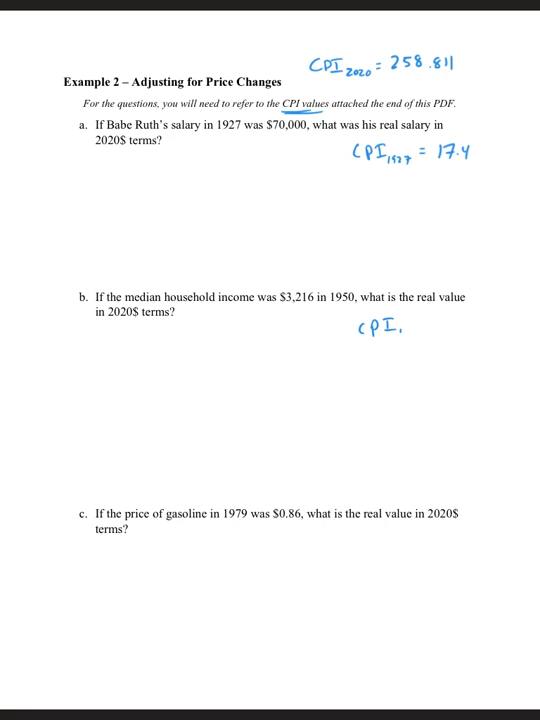 CPI 2020 = 258.811
Example 2 – Adjusting for Price Changes
For the questions, you will need to refer to the CPI values attached the end of this PDF.
a. If Babe Ruth's salary in 1927 was $70,000, what was his real salary in
2020$ terms?
CPI 1927 = 17.4
b. If the median household income was $3,216 in 1950, what is the real value
in 2020$ terms?
CPI,
c. If the price of gasoline in 1979 was $0.86, what is the real value in 2020$
terms?